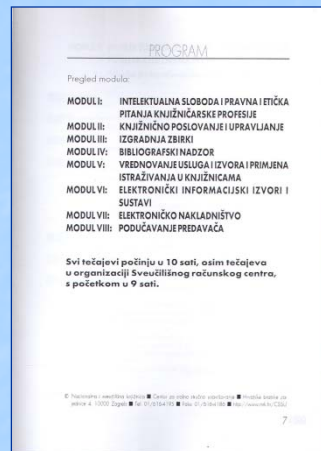 PROGRAM
Pregled modula:
MODUL I: INTELEKTUALNA SLOBODA I PRAVNA I ETIČKA
PITANJA KNJIŽNIČARSKE PROFESIJE
MODUL II: KNJIŽNIČNO POSLOVANJE I UPRAVLJANJE
MODUL III: IZGRADNJA ZBIRKI
MODUL IV: BIBLIOGRAFSKI NADZOR
MODUL V: VREDNOVANJE USLUGA I IZVORA I PRIMJENA
ISTRAŽIVANJA U KNJIŽNICAMA
MODUL VI: ELEKTRONIČKI INFORMACIJSKI IZVORI I
SUSTAVI
MODUL VII: ELEKTRONIČKO NAKLADNIŠTVO
MODUL VIII: PODUČAVANJE PREDAVAČA
Svi tečajevi počinju u 10 sati, osim tečajeva
u organizaciji Sveučilišnog računskog centra,
s početkom u 9 sati.
7